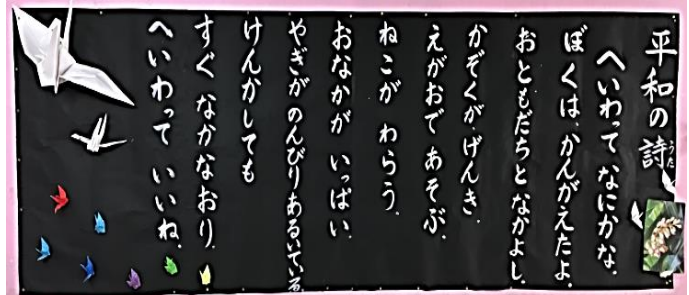 平和の詩
うた
へいわって なにかな。
ぼくは、かんがえたよ。
おともだちと なかよし。
かぞくが、げんき。
えがおで あそぶ。
ねこが わらう。
おなかが いっぱい。
やぎが のんびりあるいている。
けんかしても
すぐ なかなおり。
へいわって いいね。